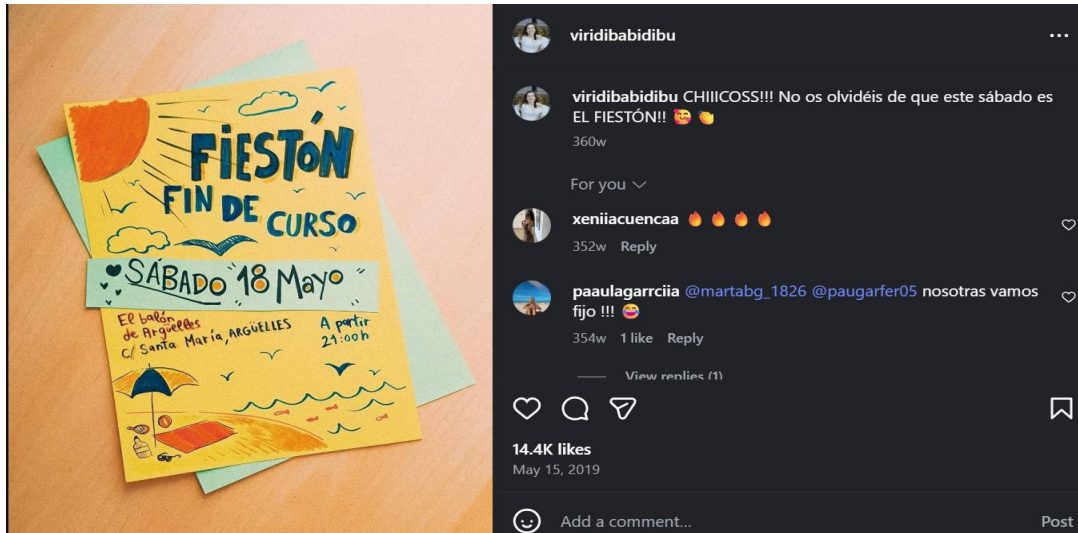 FIESTÓN
FIN DE CURSO
SÁBADO "18 Mayo"
El balón
de Argüelles
C/ Santa María, ARGÜELLES
A partir
21:00h
viridibabidibu
viridibabidibu CHIIICOSS!!! No os olvidéis de que este sábado es
EL FIESTÓN!! 🥰 👏
360w
For you
xeniiacuencaa 🔥 🔥 🔥 🔥
352w Reply
paaulagarrciia @martabg_1826 @paugarfer05 nosotras vamos
fijo !!! 😂
354w 1 like Reply
View replies (1)
14.4K likes
May 15, 2019
Add a comment...
Post